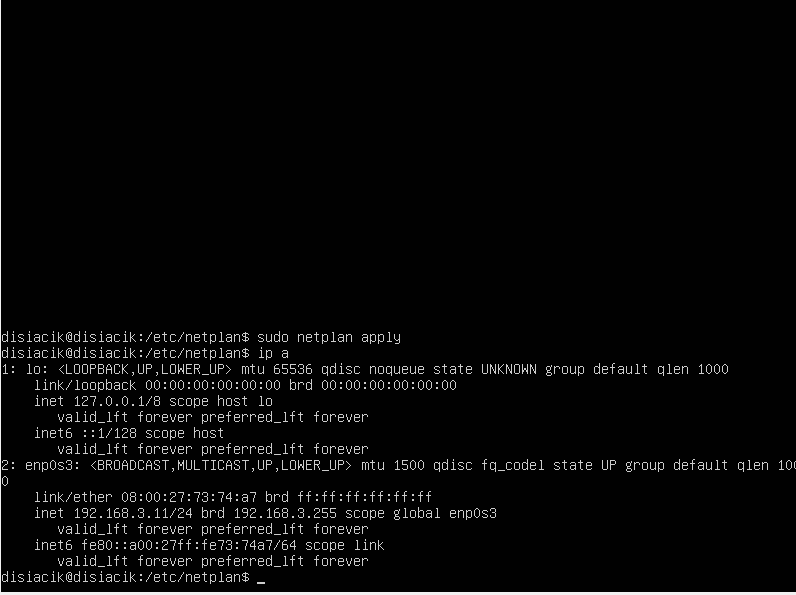 disiacik@disiacik:/etc/netplan$ sudo netplan apply
disiacik@disiacik:/etc/netplan$ ip a
1: lo: <LOOPBACK,UP,LOWER_UP> mtu 65536 qdisc noqueue state UNKNOWN group default qlen 1000
    link/loopback 00:00:00:00:00:00 brd 00:00:00:00:00:00
    inet 127.0.0.1/8 scope host lo
       valid_lft forever preferred_lft forever
    inet6 ::1/128 scope host
       valid_lft forever preferred_lft forever
2: enp0s3: <BROADCAST,MULTICAST,UP,LOWER_UP> mtu 1500 qdisc fq_codel state UP group default qlen 100
0
    link/ether 08:00:27:73:74:a7 brd ff:ff:ff:ff:ff:ff
    inet 192.168.3.11/24 brd 192.168.3.255 scope global enp0s3
       valid_lft forever preferred_lft forever
    inet6 fe80::a00:27ff:fe73:74a7/64 scope link
       valid_lft forever preferred_lft forever
disiacik@disiacik:/etc/netplan$ _